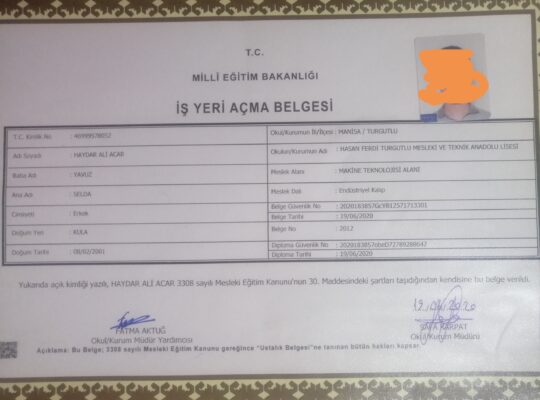 T.C.
MİLLÎ EĞİTİM BAKANLIĞI
İŞ YERİ AÇMA BELGESİ
T.C. Kimlik No : 46999578052 Okul/Kurumun İl/İlçesi : MANİSA / TURGUTLU
Adı Soyadı : HAYDAR ALİ ACAR Okulun/Kurumun Adı : HASAN FERDİ TURGUTLU MESLEKİ VE TEKNİK ANADOLU LİSESİ
Baba Adı : YAVUZ Meslek Alanı : MAKİNE TEKNOLOJİSİ ALANI
Ana Adı : SELDA Meslek Dalı : Endüstriyel Kalıp
Cinsiyeti : Erkek Belge Güvenlik No
Belge Tarihi : 19/06/2020
Doğum Yeri : KULA Belge No : 2012
Doğum Tarihi : 08/02/2001 Diploma Güvenlik No
Diploma Tarihi : 19/06/2020
Yukarıda açık kimliği yazılı, HAYDAR ALİ ACAR 3308 sayılı Mesleki Eğitim Kanunu'nun 30. Maddesindeki şartları taşıdığından kendisine bu belge verildi.
FATMA AKTUĞ
Okul/Kurum Müdür Yardımcısı
KARPAT
Okul/Kurum Müdürü
Açıklama: Bu Belge; 3308 sayılı Mesleki Eğitim Kanunu gereğince "Ustalık Belgesi"ne tanınan bütün hakları kapsar.